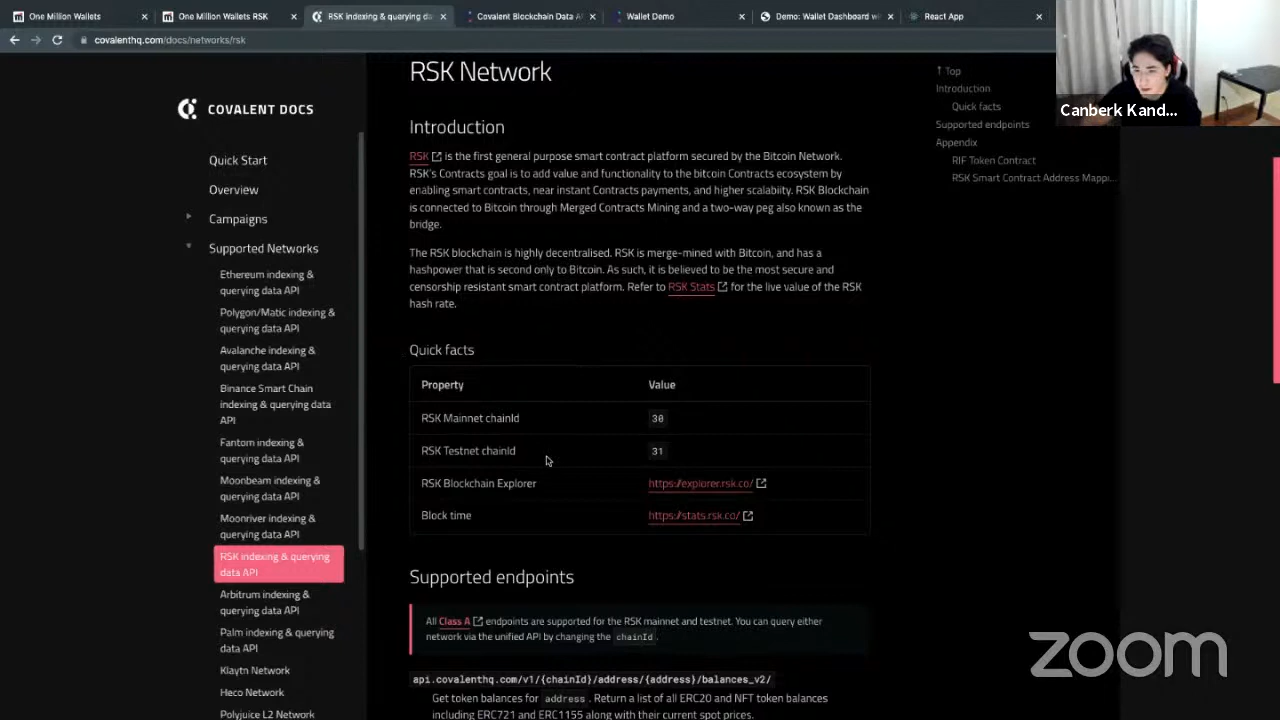 One Million Wallets
One Million Wallets RSK
RSK indexing & querying da
Covalent Blockchain Data A
Wallet Demo
Demo: Wallet Dashboard w
React App
covalenthq.com/docs/networks/rsk
Canberk Kand...
COVALENT DOCS
Quick Start
Overview
Campaigns
Supported Networks
Ethereum indexing &
querying data API
Polygon/Matic indexing &
querying data API
Avalanche indexing &
querying data API
Binance Smart Chain
indexing & querying data
API
Fantom indexing &
querying data API
Moonbeam indexing &
querying data API
Moonriver indexing &
querying data API
RSK indexing & querying
data API
Arbitrum indexing &
querying data API
Palm indexing & querying
data API
Klaytn Network
Heco Network
Polyjuice L2 Network
RSK Network
Introduction
RSK is the first general purpose smart contract platform secured by the Bitcoin Network.
RSK's Contracts goal is to add value and functionality to the bitcoin Contracts ecosystem by
enabling smart contracts, near instant Contracts payments, and higher scalability. RSK Blockchain
is connected to Bitcoin through Merged Contracts Mining and a two-way peg also known as the
bridge.
The RSK blockchain is highly decentralised. RSK is merge-mined with Bitcoin, and has a
hashpower that is second only to Bitcoin. As such, it is believed to be the most secure and
censorship resistant smart contract platform. Refer to RSK Stats for the live value of the RSK
hash rate.
Quick facts
Property Value
RSK Mainnet chainId 30
RSK Testnet chainId 31
RSK Blockchain Explorer https://explorer.rsk.co/
Block time https://stats.rsk.co/
Supported endpoints
All Class A endpoints are supported for the RSK mainnet and testnet. You can query either
network via the unified API by changing the chainId.
api.covalenthq.com/v1/{chainId}/address/{address}/balances_v2/
Get token balances for address. Return a list of all ERC20 and NFT token balances
including ERC721 and ERC1155 along with their current spot prices.
↑ Top
Introduction
Quick facts
Supported endpoints
Appendix
RIF Token Contract
RSK Smart Contract Address Mappi...
zoom